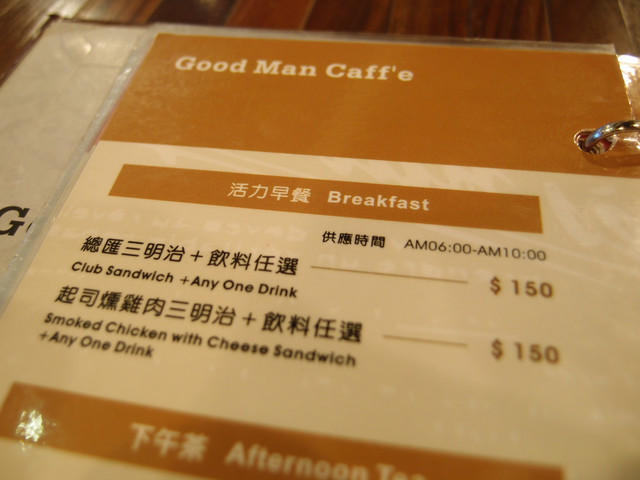 Good Man Caff'e
活力早餐 Breakfast
供應時間 AM06:00-AM10:00
總匯三明治＋飲料任選 $ 150
Club Sandwich +Any One Drink
起司燻雞肉三明治＋飲料任選 $ 150
Smoked Chicken with Cheese Sandwich
+Any One Drink
下午茶 Afternoon Tea